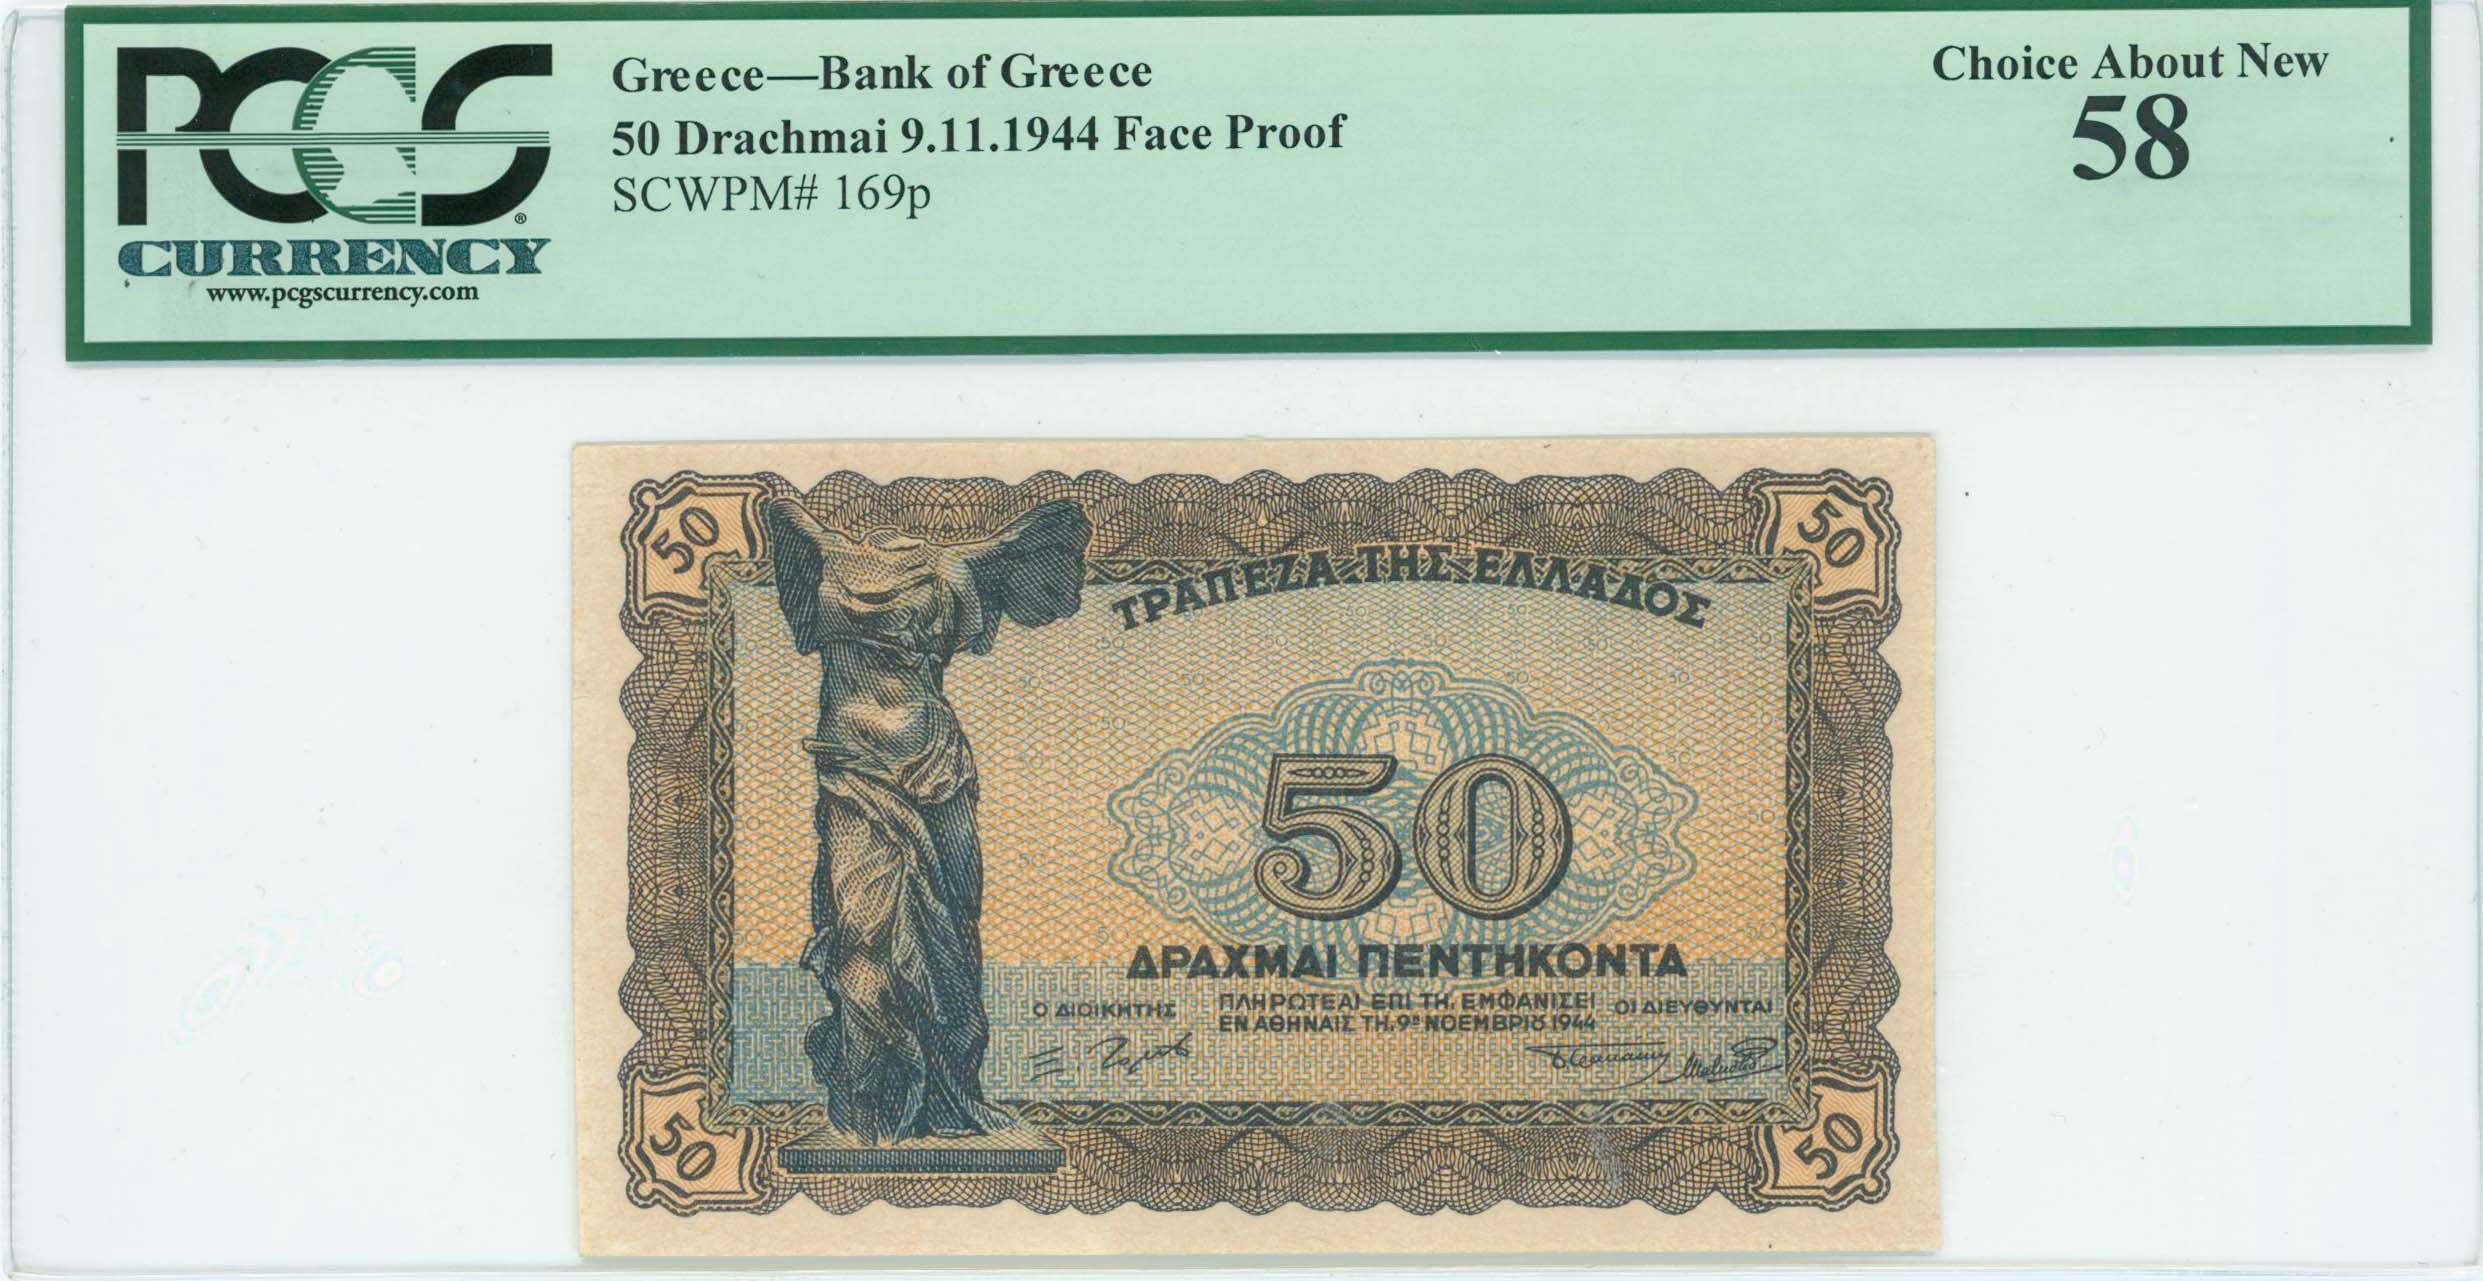 PCGS
CURRENCY
www.pcgscurrency.com
Greece—Bank of Greece
50 Drachmai 9.11.1944 Face Proof
SCWPM# 169p
Choice About New
58
50
50
ΤΡΑΠΕΖΑ ΤΗΣ ΕΛΛΑΔΟΣ
50
ΔΡΑΧΜΑΙ ΠΕΝΤΗΚΟΝΤΑ
Ο ΔΙΟΙΚΗΤΗΣ
ΠΛΗΡΩΤΕΑΙ ΕΠΙ ΤΗ, ΕΜΦΑΝΙΣΕΙ
ΕΝ ΑΘΗΝΑΙΣ ΤΗ, 9ῃ ΝΟΕΜΒΡΙȢ 1944
ΟΙ ΔΙΕΥΘΥΝΤΑΙ
50
50